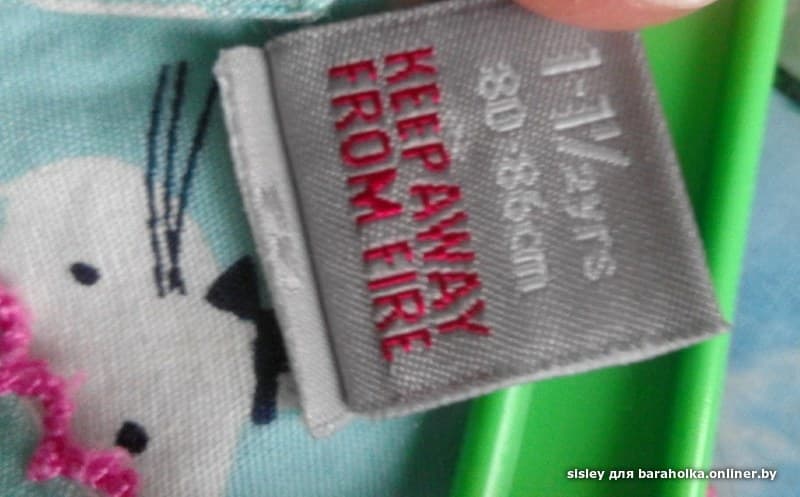 1-1½yrs
80-86cm
KEEP AWAY
FROM FIRE
sisley для baraholka.onliner.by